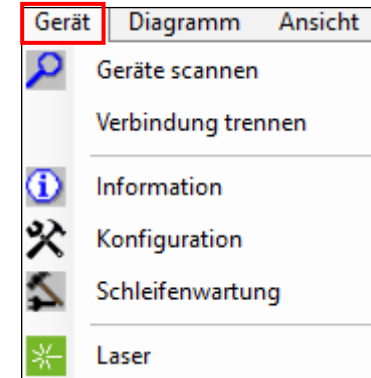 Gerät Diagramm Ansicht
Geräte scannen
Verbindung trennen
Information
Konfiguration
Schleifenwartung
Laser